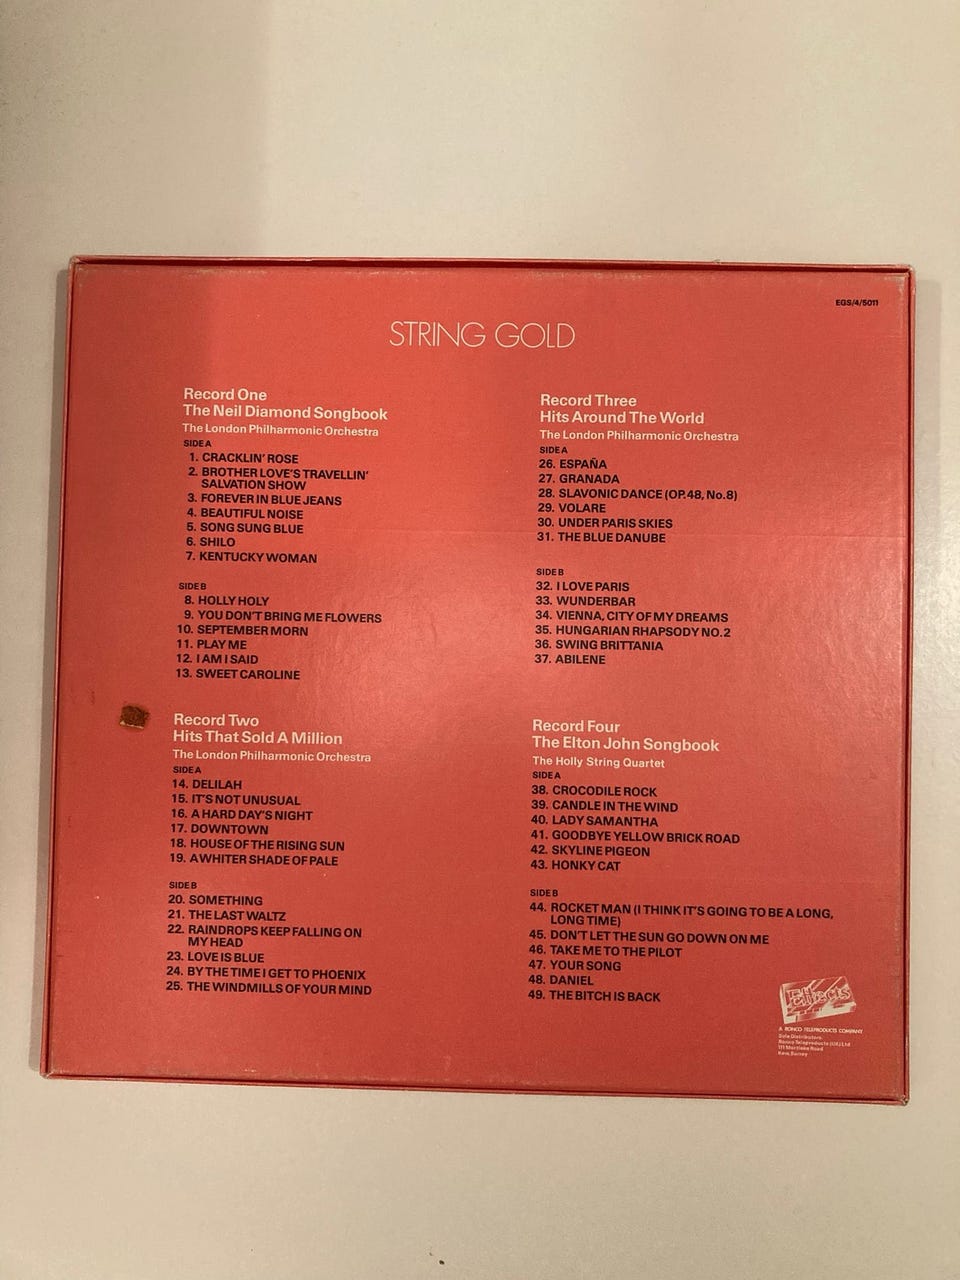 EGS/4/5011
STRING GOLD
Record One
The Neil Diamond Songbook
The London Philharmonic Orchestra
SIDE A
1. CRACKLIN' ROSE
2. BROTHER LOVE'S TRAVELLIN'
SALVATION SHOW
3. FOREVER IN BLUE JEANS
4. BEAUTIFUL NOISE
5. SONG SUNG BLUE
6. SHILO
7. KENTUCKY WOMAN
SIDE B
8. HOLLY HOLY
9. YOU DON'T BRING ME FLOWERS
10. SEPTEMBER MORN
11. PLAY ME
12. I AM I SAID
13. SWEET CAROLINE
Record Two
Hits That Sold A Million
The London Philharmonic Orchestra
SIDE A
14. DELILAH
15. IT'S NOT UNUSUAL
16. A HARD DAY'S NIGHT
17. DOWNTOWN
18. HOUSE OF THE RISING SUN
19. A WHITER SHADE OF PALE
SIDE B
20. SOMETHING
21. THE LAST WALTZ
22. RAINDROPS KEEP FALLING ON
MY HEAD
23. LOVE IS BLUE
24. BY THE TIME I GET TO PHOENIX
25. THE WINDMILLS OF YOUR MIND
Record Three
Hits Around The World
The London Philharmonic Orchestra
SIDE A
26. ESPAÑA
27. GRANADA
28. SLAVONIC DANCE (OP.48, No.8)
29. VOLARE
30. UNDER PARIS SKIES
31. THE BLUE DANUBE
SIDE B
32. I LOVE PARIS
33. WUNDERBAR
34. VIENNA, CITY OF MY DREAMS
35. HUNGARIAN RHAPSODY NO.2
36. SWING BRITTANIA
37. ABILENE
Record Four
The Elton John Songbook
The Holly String Quartet
SIDE A
38. CROCODILE ROCK
39. CANDLE IN THE WIND
40. LADY SAMANTHA
41. GOODBYE YELLOW BRICK ROAD
42. SKYLINE PIGEON
43. HONKY CAT
SIDE B
44. ROCKET MAN (I THINK IT'S GOING TO BE A LONG,
LONG TIME)
45. DON'T LET THE SUN GO DOWN ON ME
46. TAKE ME TO THE PILOT
47. YOUR SONG
48. DANIEL
49. THE BITCH IS BACK
Effects
A RONCO TELEPRODUCTS COMPANY
Sole Distributors:
Ronco Teleproducts (UK) Ltd
111 Mortlake Road
Kew, Surrey